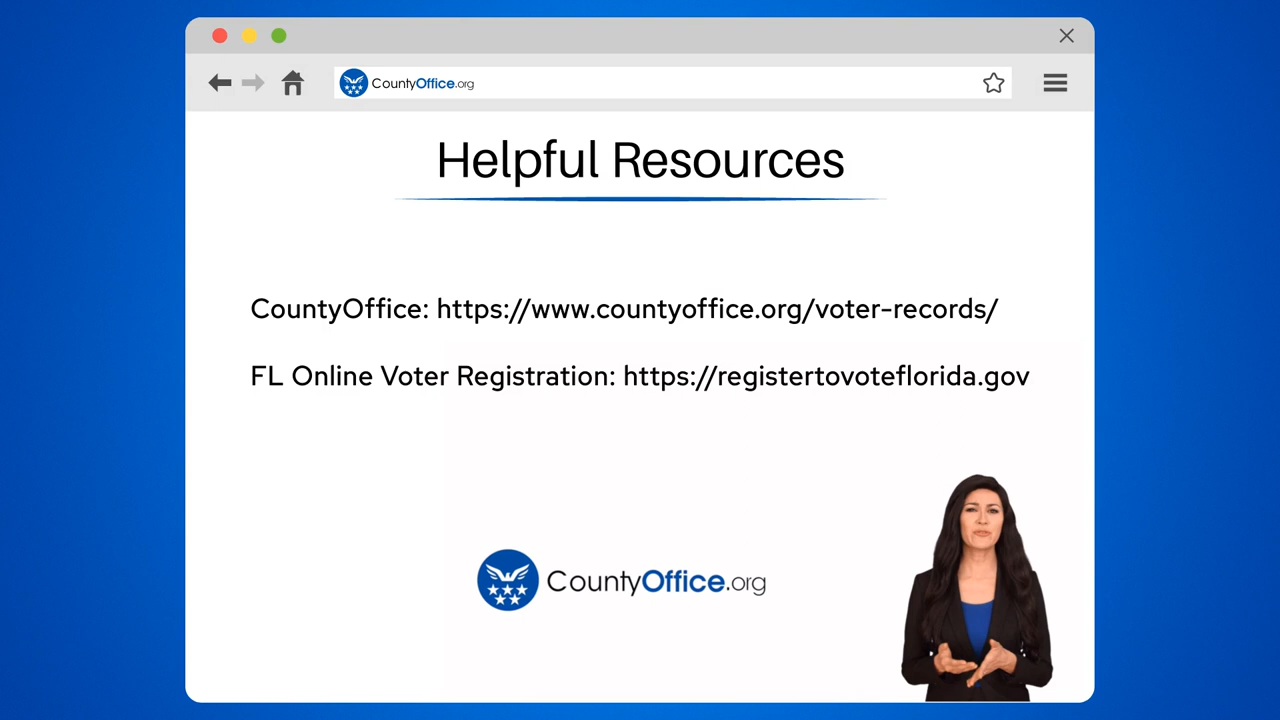 CountyOffice.org
Helpful Resources
CountyOffice: https://www.countyoffice.org/voter-records/
FL Online Voter Registration: https://registertovoteflorida.gov
CountyOffice.org